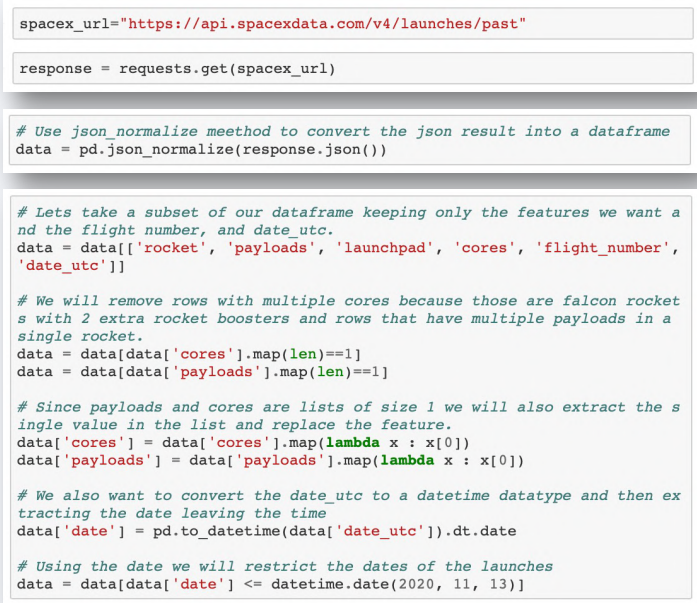 spacex_url="https://api.spacexdata.com/v4/launches/past"
response = requests.get(spacex_url)
# Use json_normalize meethod to convert the json result into a dataframe
data = pd.json_normalize(response.json())
# Lets take a subset of our dataframe keeping only the features we want a
nd the flight number, and date_utc.
data = data[['rocket', 'payloads', 'launchpad', 'cores', 'flight_number',
'date_utc']]
# We will remove rows with multiple cores because those are falcon rocket
s with 2 extra rocket boosters and rows that have multiple payloads in a
single rocket.
data = data[data['cores'].map(len)==1]
data = data[data['payloads'].map(len)==1]
# Since payloads and cores are lists of size 1 we will also extract the s
ingle value in the list and replace the feature.
data['cores'] = data['cores'].map(lambda x : x[0])
data['payloads'] = data['payloads'].map(lambda x : x[0])
# We also want to convert the date_utc to a datetime datatype and then ex
tracting the date leaving the time
data['date'] = pd.to_datetime(data['date_utc']).dt.date
# Using the date we will restrict the dates of the launches
data = data[data['date'] <= datetime.date(2020, 11, 13)]